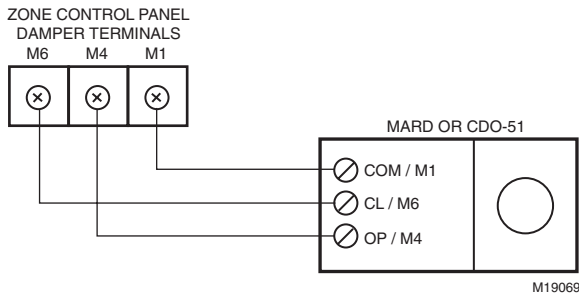 ZONE CONTROL PANEL
DAMPER TERMINALS
M6 M4 M1
MARD OR CDO-51
COM / M1
CL / M6
OP / M4
M19069